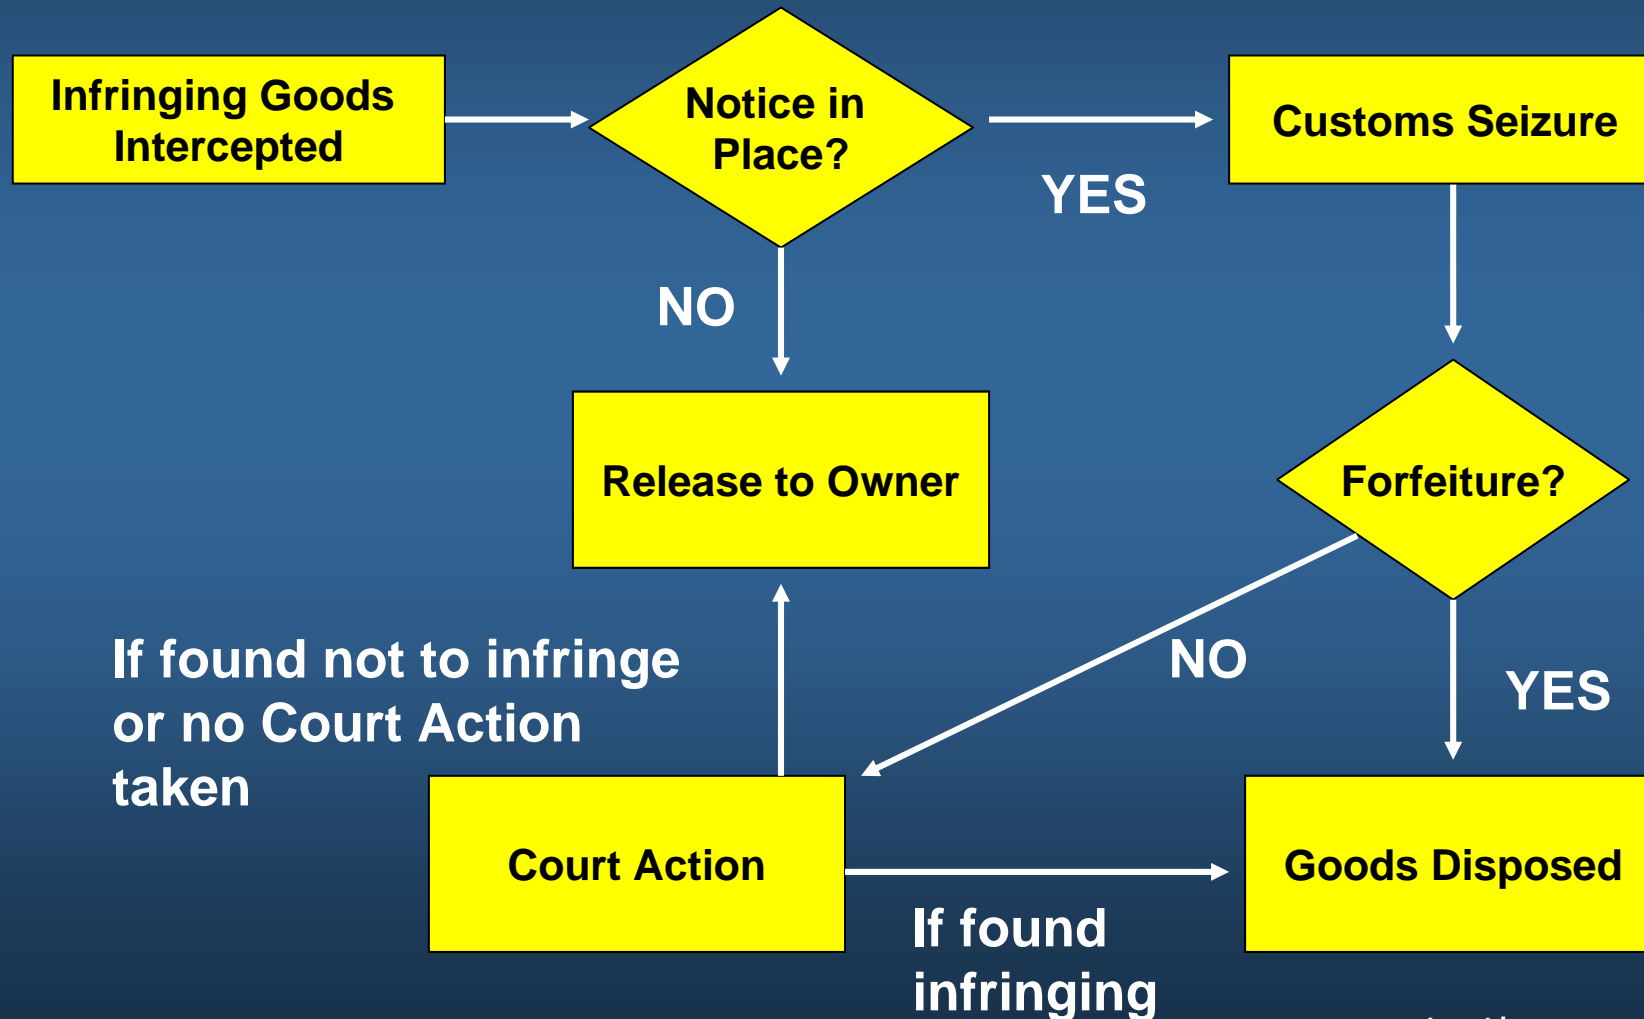 Infringing Goods
Intercepted
Notice in
Place?
Customs Seizure
YES
NO
Release to Owner
Forfeiture?
NO
YES
If found not to infringe
or no Court Action
taken
Court Action
Goods Disposed
If found
infringing